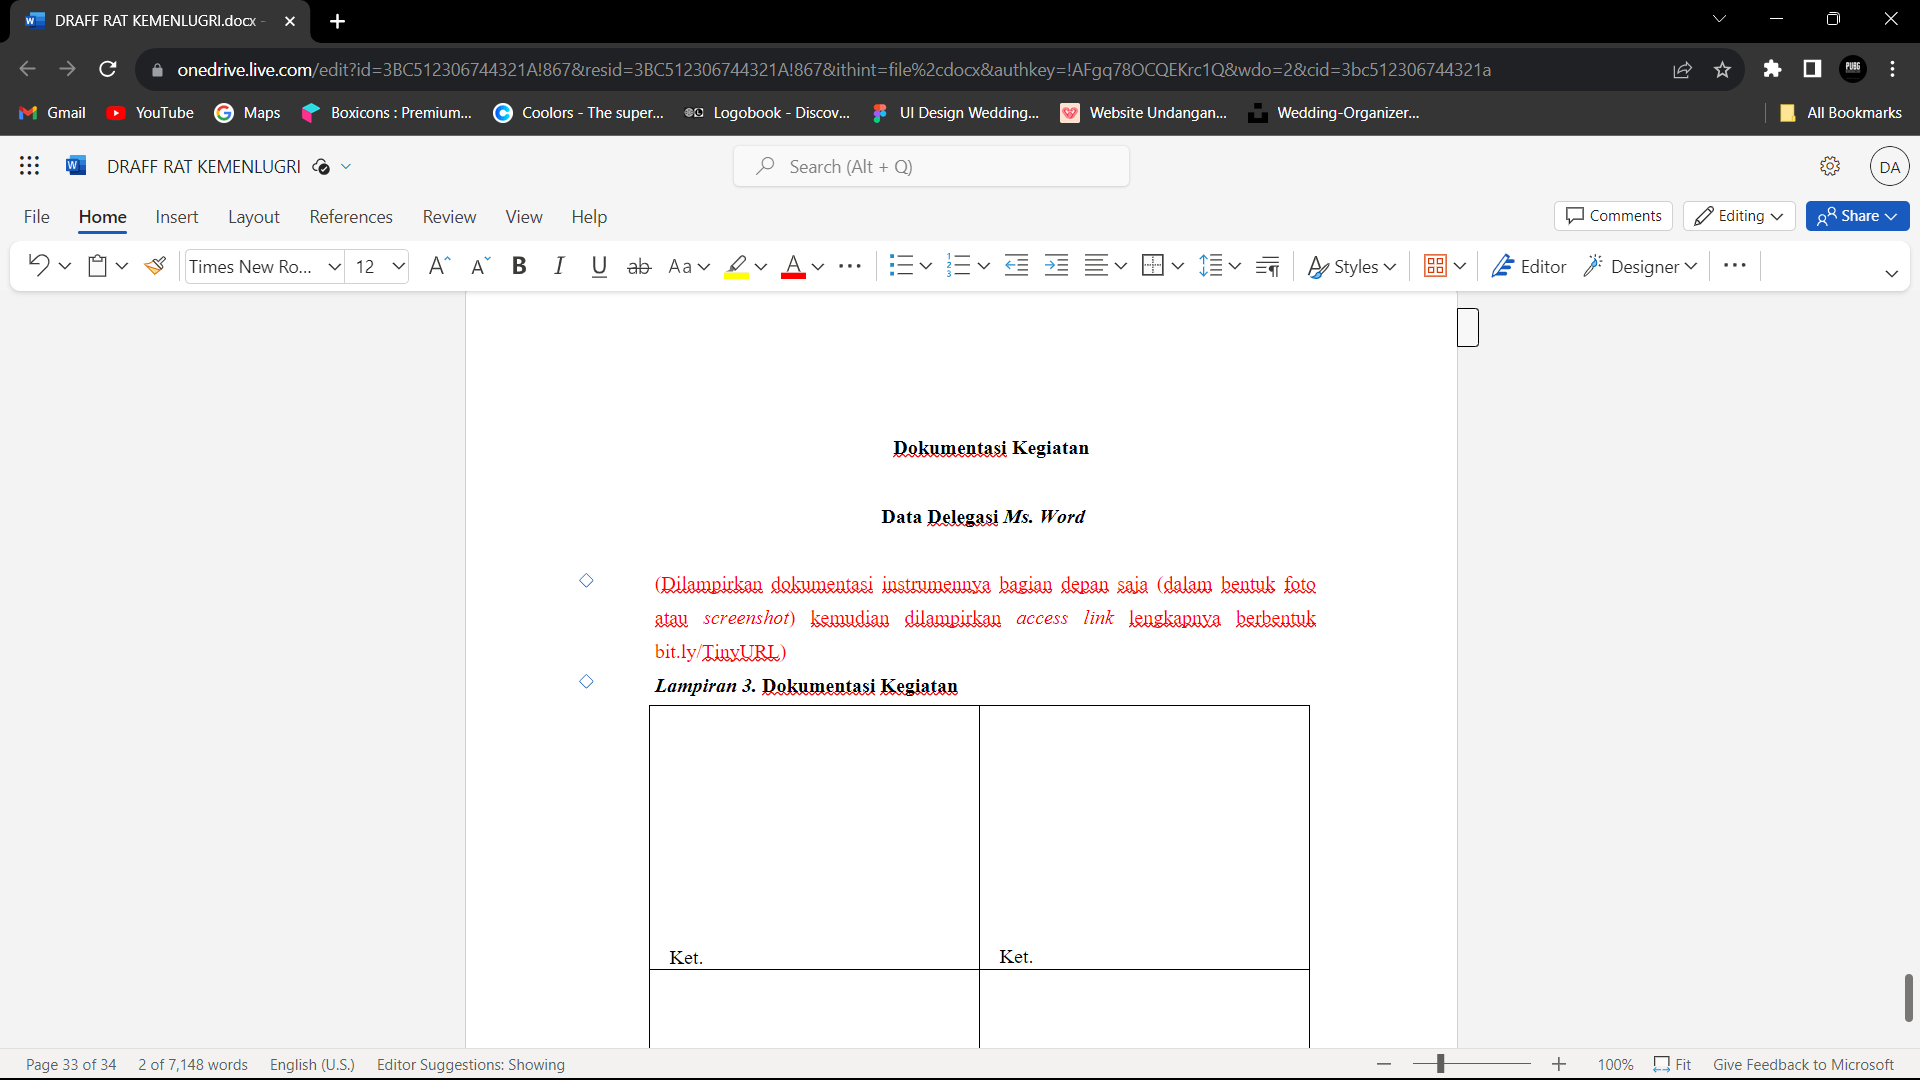 DRAFF RAT KEMENLUGRI.docx -
onedrive.live.com/edit?id=3BC512306744321A!867&resid=3BC512306744321A!867&ithint=file%2cdocx&authkey=!AFgq78OCQEKrc1Q&wdo=2&cid=3bc512306744321a
PUBG
Gmail YouTube Maps Boxicons : Premium... Coolors - The super... Logobook - Discov... UI Design Wedding... Website Undangan... Wedding-Organizer... All Bookmarks
DRAFF RAT KEMENLUGRI Search (Alt + Q) DA
File Home Insert Layout References Review View Help Comments Editing Share
Times New Ro... 12 A A B I U ab Aa A Styles Editor Designer
Dokumentasi Kegiatan
Data Delegasi Ms. Word
(Dilampirkan dokumentasi instrumennya bagian depan saja (dalam bentuk foto
atau screenshot) kemudian dilampirkan access link lengkapnya berbentuk
bit.ly/TinyURL)
Lampiran 3. Dokumentasi Kegiatan
Ket. Ket.
Page 33 of 34 2 of 7,148 words English (U.S.) Editor Suggestions: Showing 100% Fit Give Feedback to Microsoft